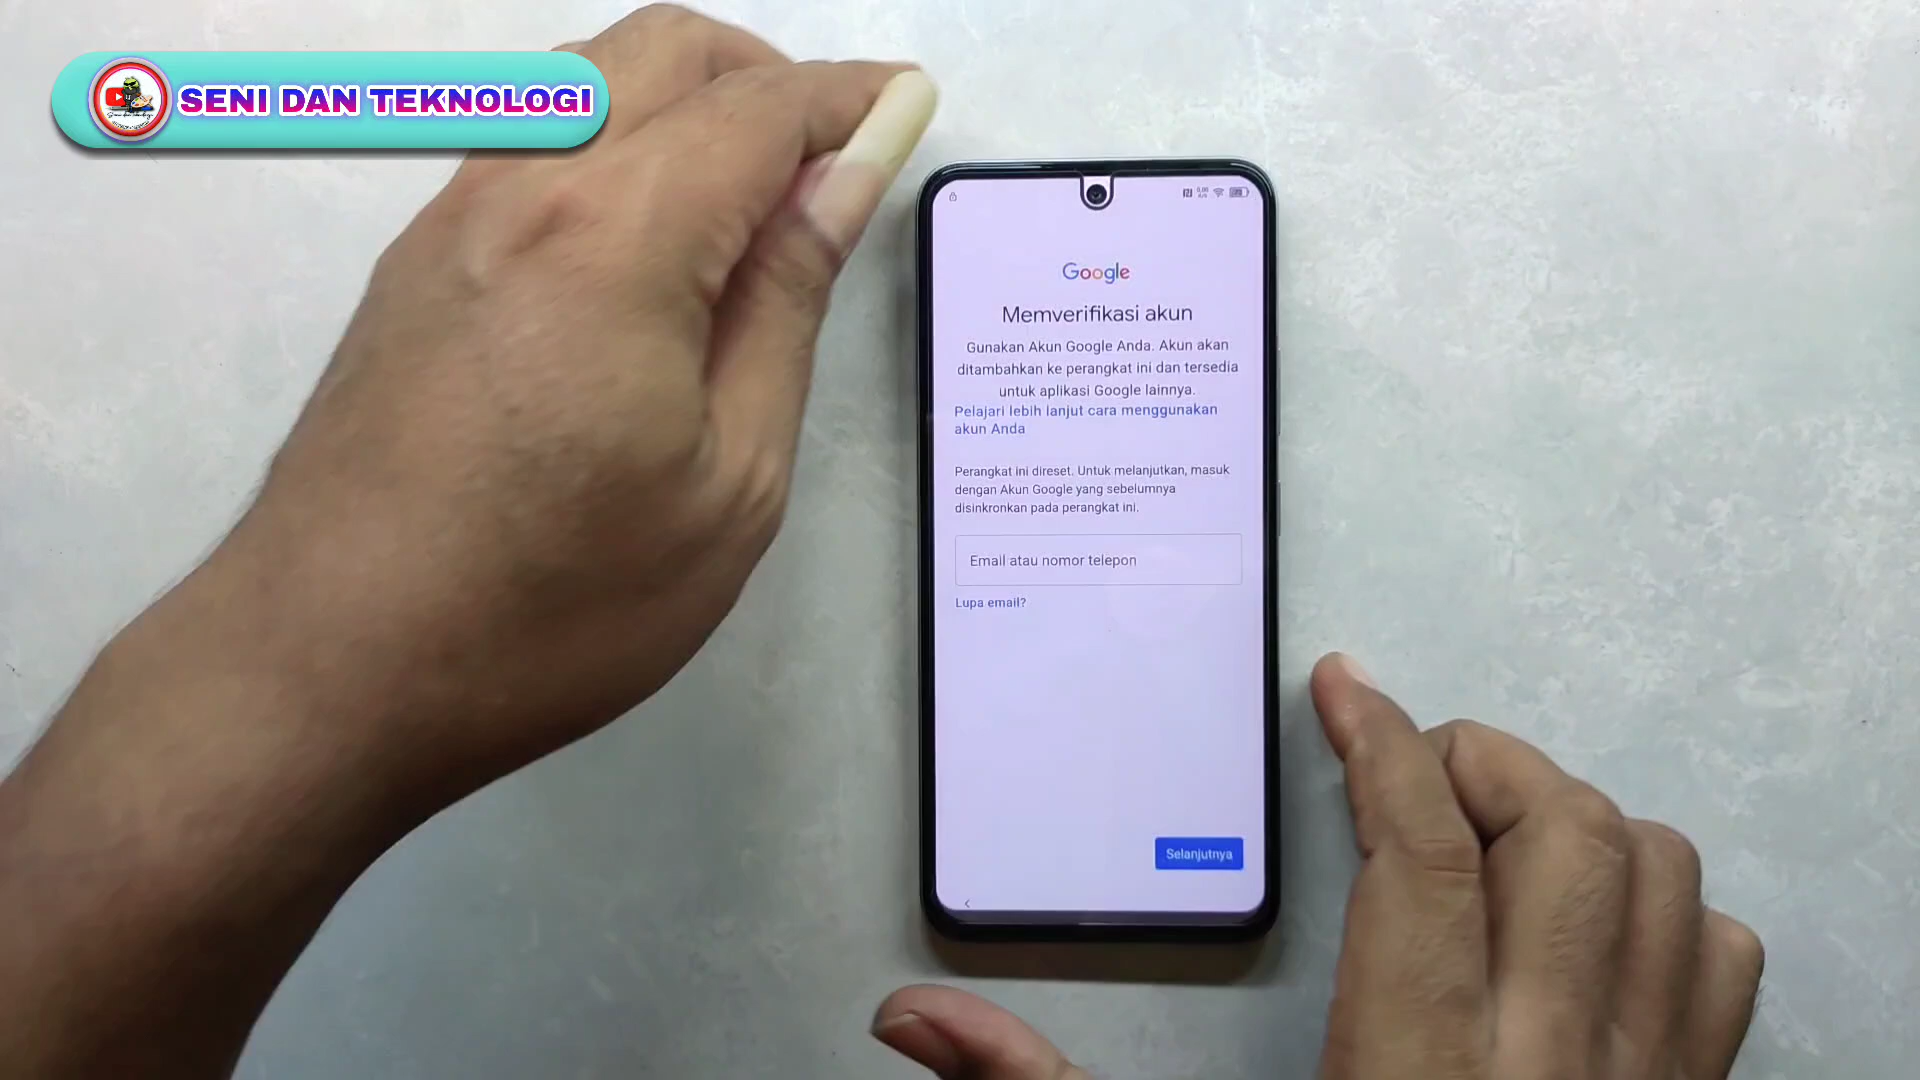 SENI DAN TEKNOLOGI
Google
Memverifikasi akun
Gunakan Akun Google Anda. Akun akan
ditambahkan ke perangkat ini dan tersedia
untuk aplikasi Google lainnya.
Pelajari lebih lanjut cara menggunakan
akun Anda
Perangkat ini direset. Untuk melanjutkan, masuk
dengan Akun Google yang sebelumnya
disinkronkan pada perangkat ini.
Email atau nomor telepon
Lupa email?
Selanjutnya